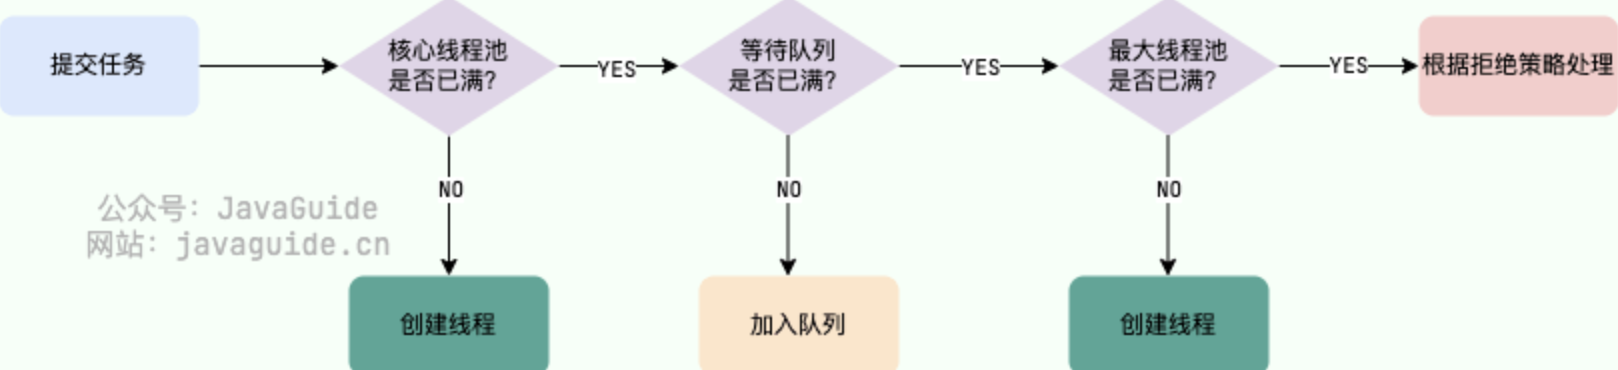 提交任务
核心线程池
是否已满?
YES
等待队列
是否已满?
YES
最大线程池
是否已满?
YES
根据拒绝策略处理
NO
NO
NO
公众号：JavaGuide
网站：javaguide.cn
创建线程
加入队列
创建线程